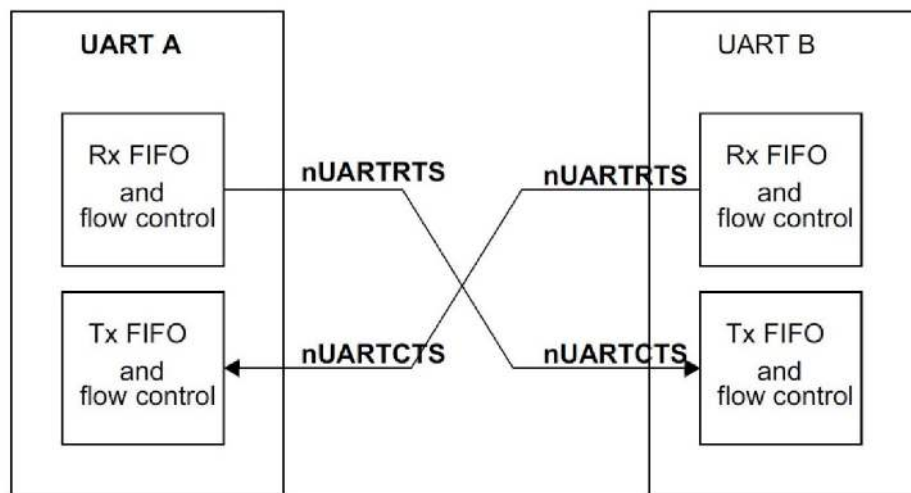 UART A
Rx FIFO
and
flow control
Tx FIFO
and
flow control
nUARTRTS
nUARTRTS
nUARTCTS
nUARTCTS
UART B
Rx FIFO
and
flow control
Tx FIFO
and
flow control